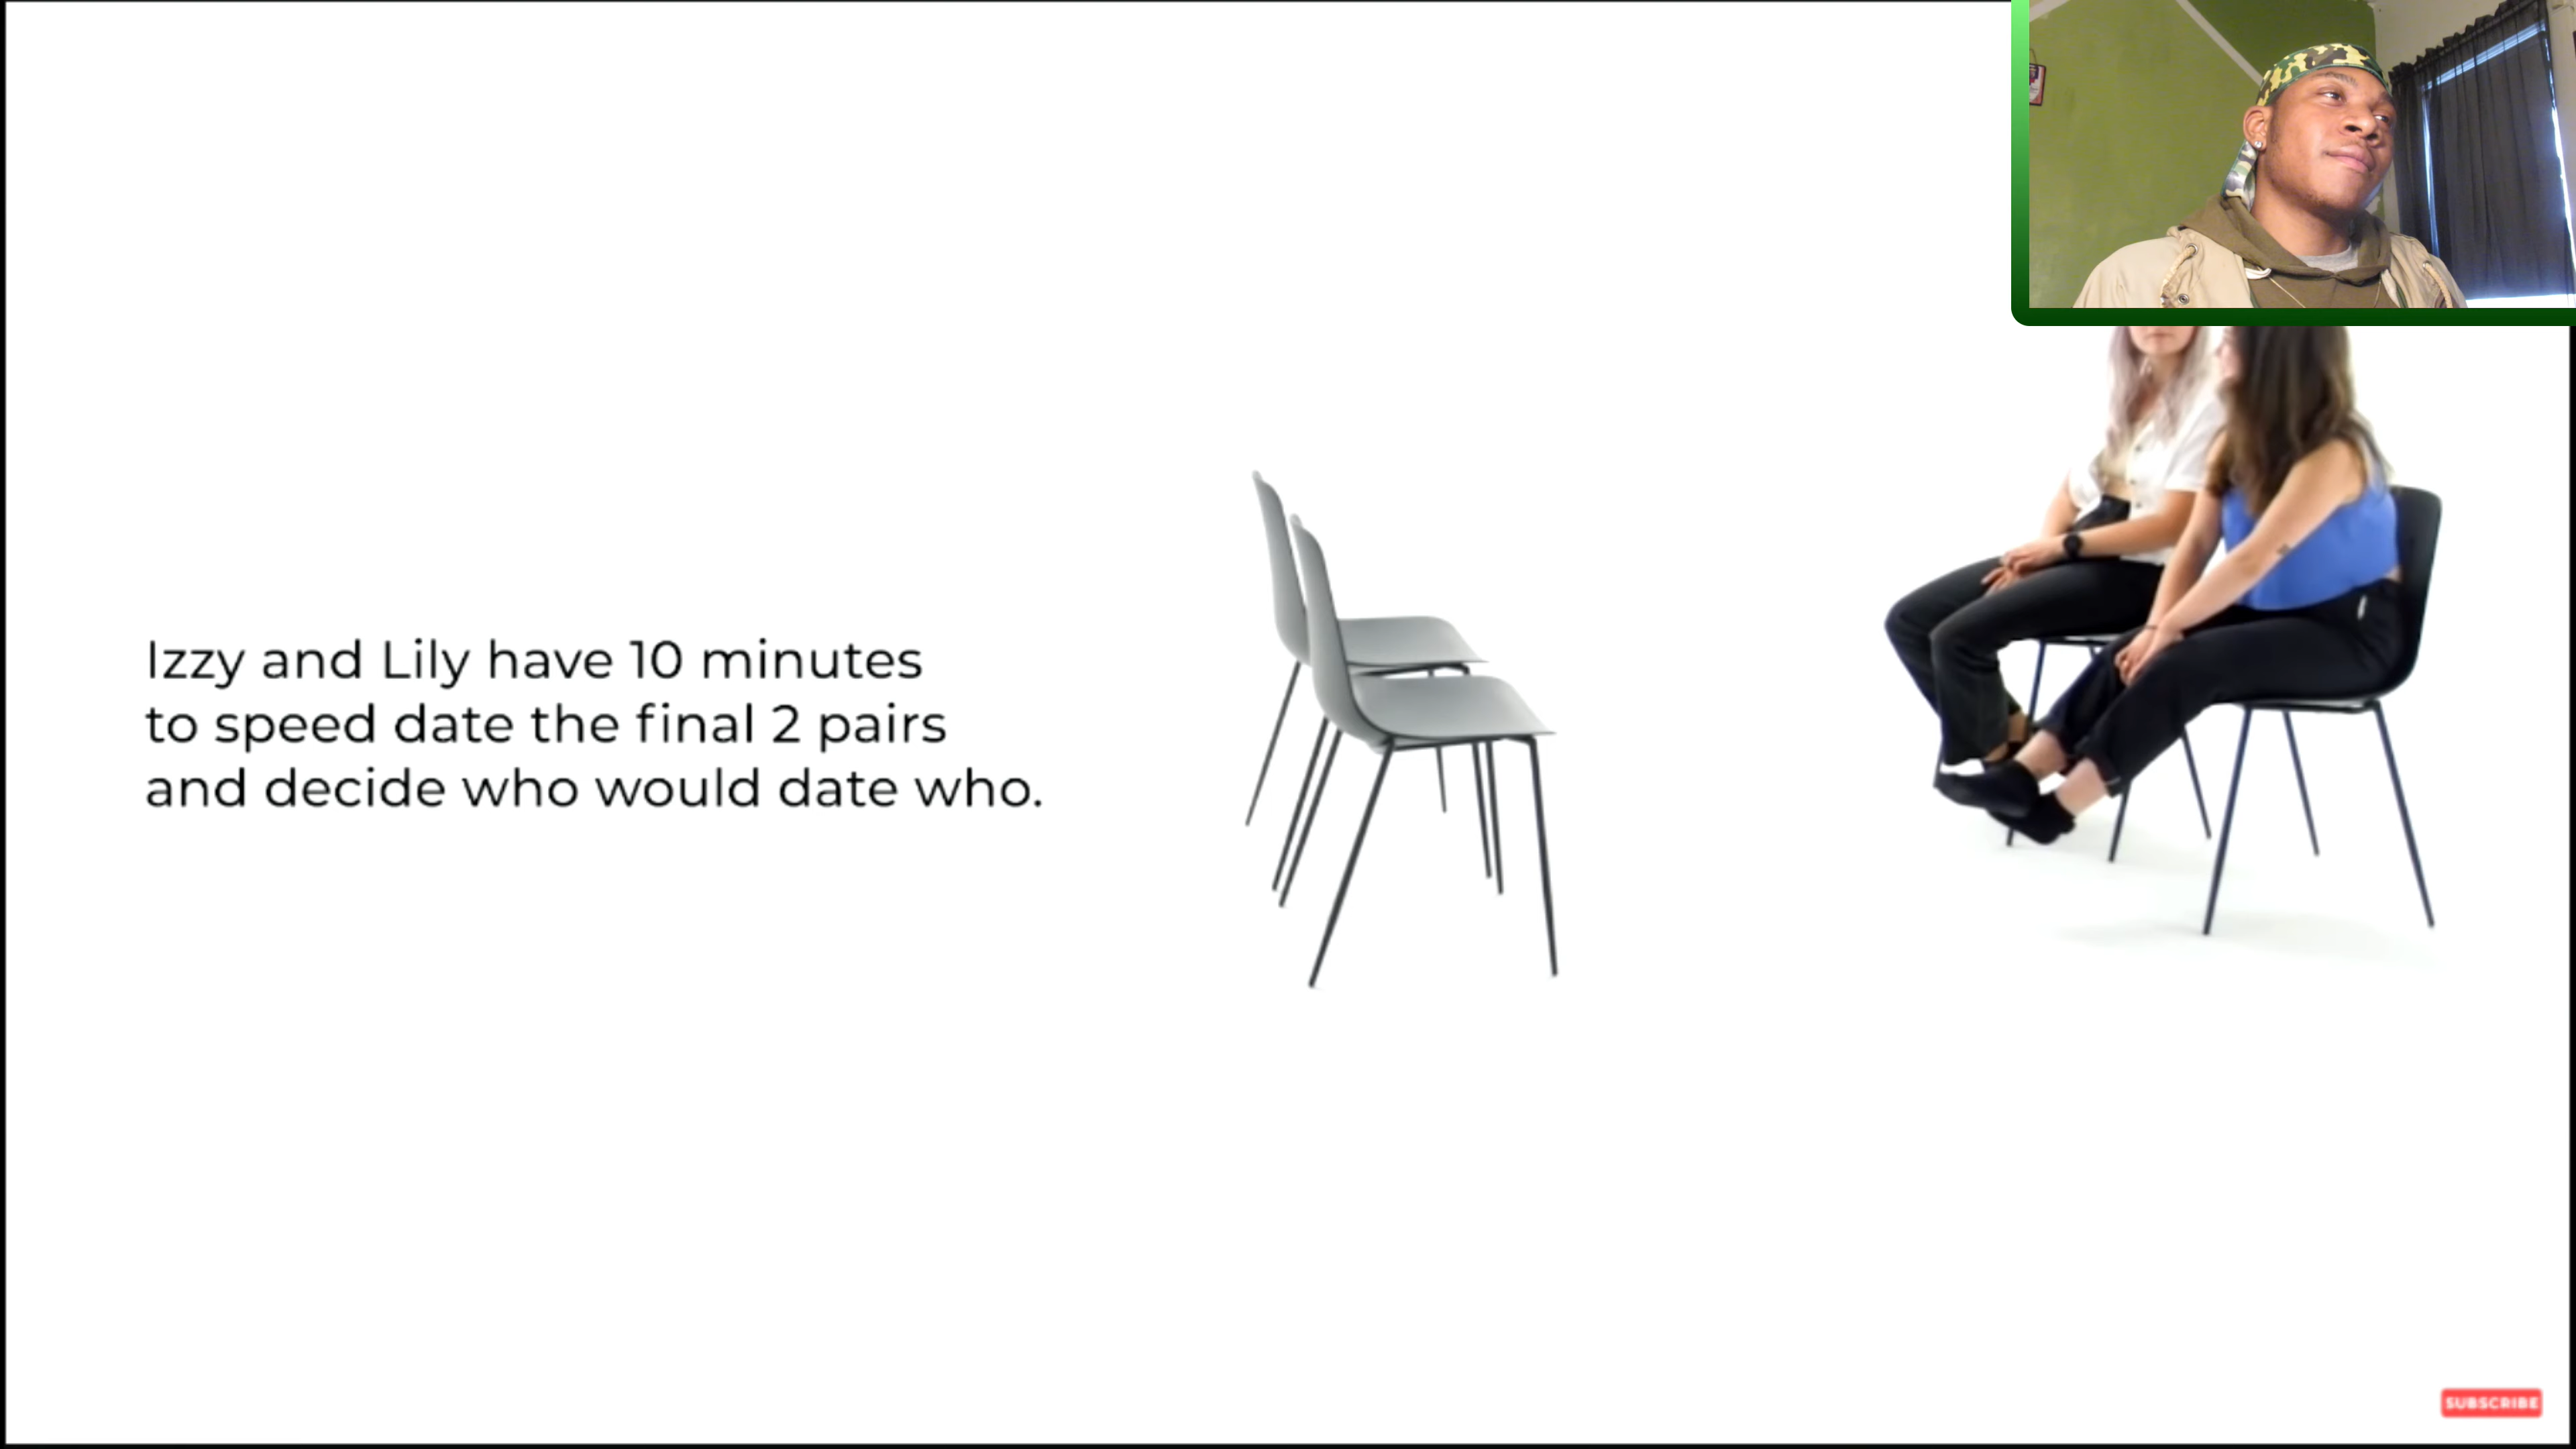 Izzy and Lily have 10 minutes
to speed date the final 2 pairs
and decide who would date who.
SUBSCRIBE